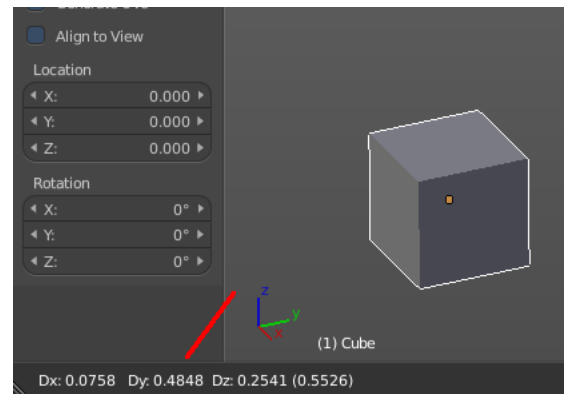 Align to View
Location
X: 0.000
Y: 0.000
Z: 0.000
Rotation
X: 0°
Y: 0°
Z: 0°
z
y
x
(1) Cube
Dx: 0.0758 Dy: 0.4848 Dz: 0.2541 (0.5526)